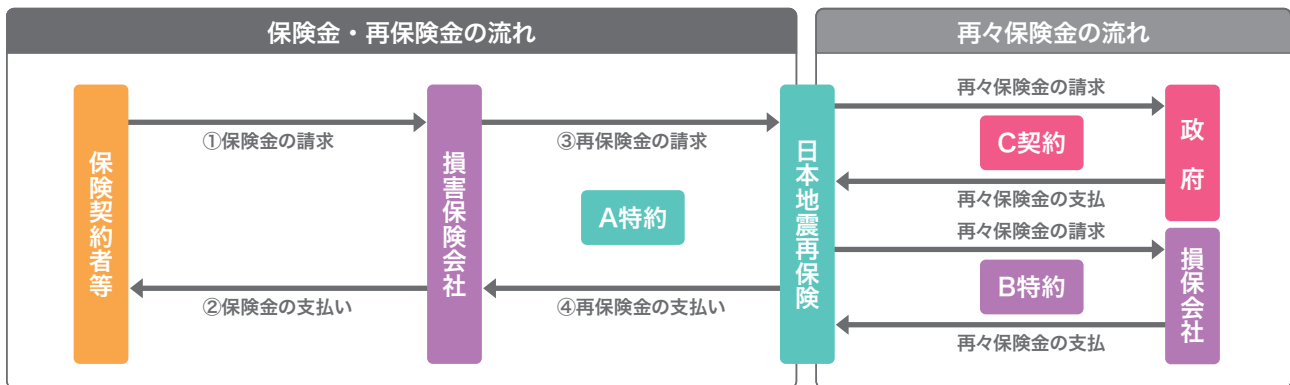 保険金・再保険金の流れ
再々保険金の流れ
保険契約者等
①保険金の請求
②保険金の支払い
損害保険会社
③再保険金の請求
A特約
④再保険金の支払い
日本地震再保険
再々保険金の請求
C契約
再々保険金の支払
政府
再々保険金の請求
B特約
再々保険金の支払
損保会社